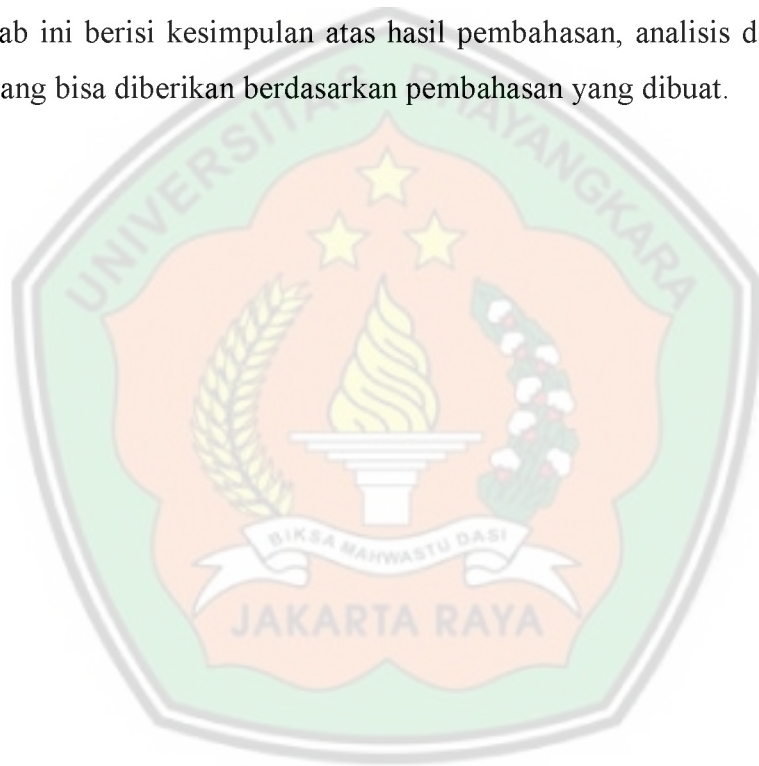 ab ini berisi kesimpulan atas hasil pembahasan, analisis d
ang bisa diberikan berdasarkan pembahasan yang dibuat.
UNIVERSITAS BHAYANGKARA
BIKSA MAHWASTU DASI
JAKARTA RAYA